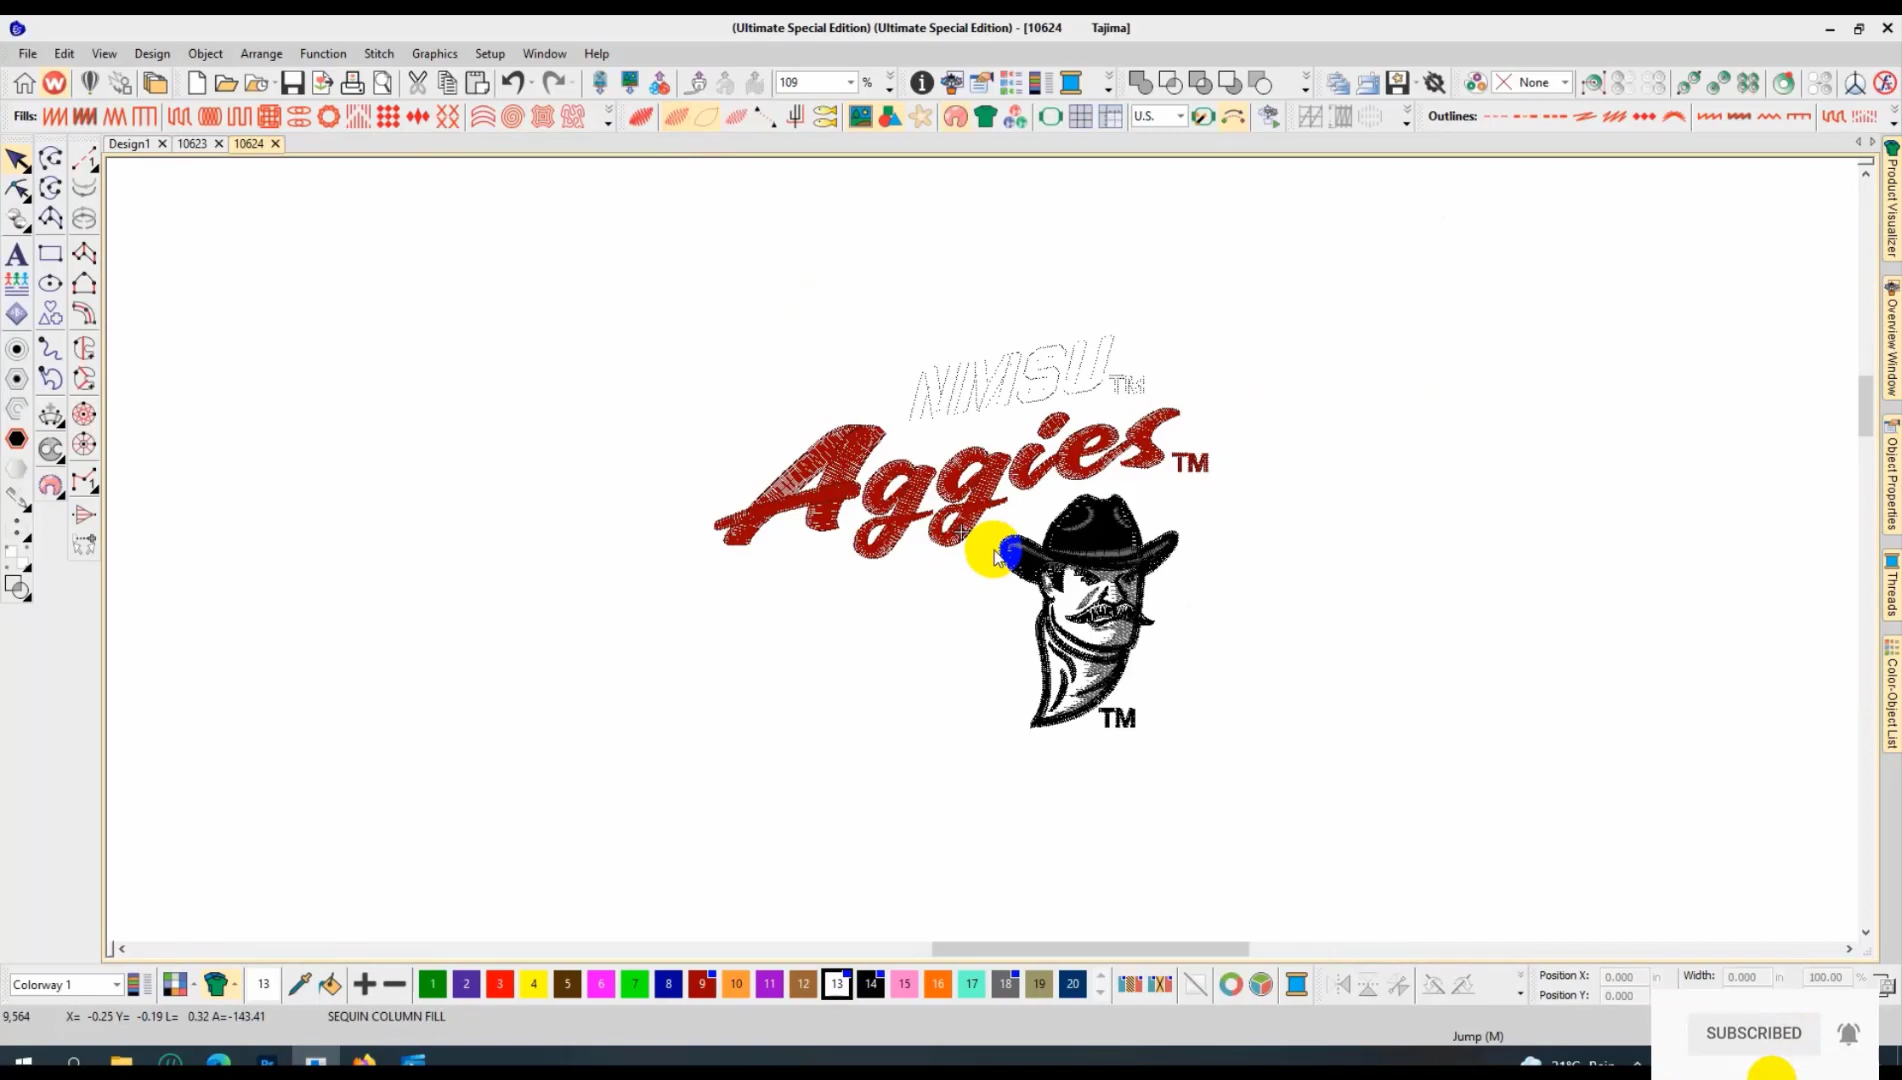 (Ultimate Special Edition) (Ultimate Special Edition) - [10624 Tajima]
File Edit View Design Object Arrange Function Stitch Graphics Setup Window Help
109 %
None
Fills:
U.S.
Outlines:
Design1 10623 10624
Product Visualizer
Overview Window
Object Properties
Threads
Color-Object List
NMSU TM
Aggies TM
TM
Colorway 1
13
1 2 3 4 5 6 7 8 9 10 11 12 13 14 15 16 17 18 19 20
Position X: 0.000 in Width: 0.000 in 100.00 %
Position Y: 0.000
9,564 X= -0.25 Y= -0.19 L= 0.32 A=-143.41 SEQUIN COLUMN FILL
Jump (M)
SUBSCRIBED
21°C Rain